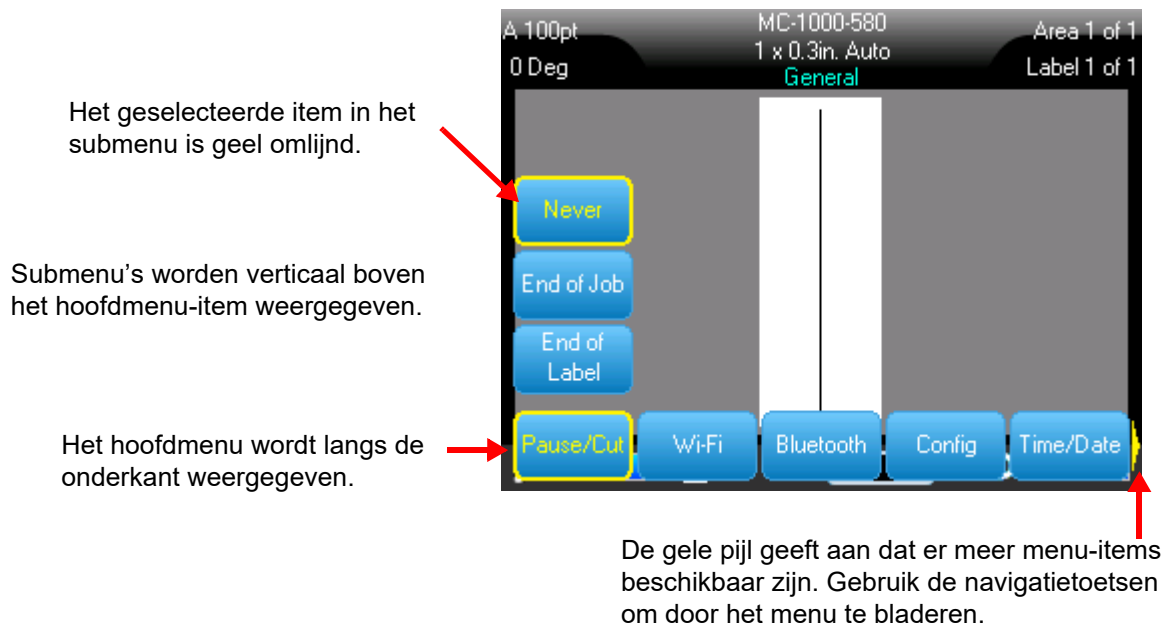 A 100pt
MC-1000-580
Area 1 of 1
1 x 0.3in. Auto
0 Deg
General
Label 1 of 1
Het geselecteerde item in het
submenu is geel omlijnd.
Never
Submenu's worden verticaal boven
het hoofdmenu-item weergegeven.
End of Job
End of
Label
Het hoofdmenu wordt langs de
onderkant weergegeven.
Pause/Cut
Wi-Fi
Bluetooth
Config
Time/Date
De gele pijl geeft aan dat er meer menu-items
beschikbaar zijn. Gebruik de navigatietoetsen
om door het menu te bladeren.